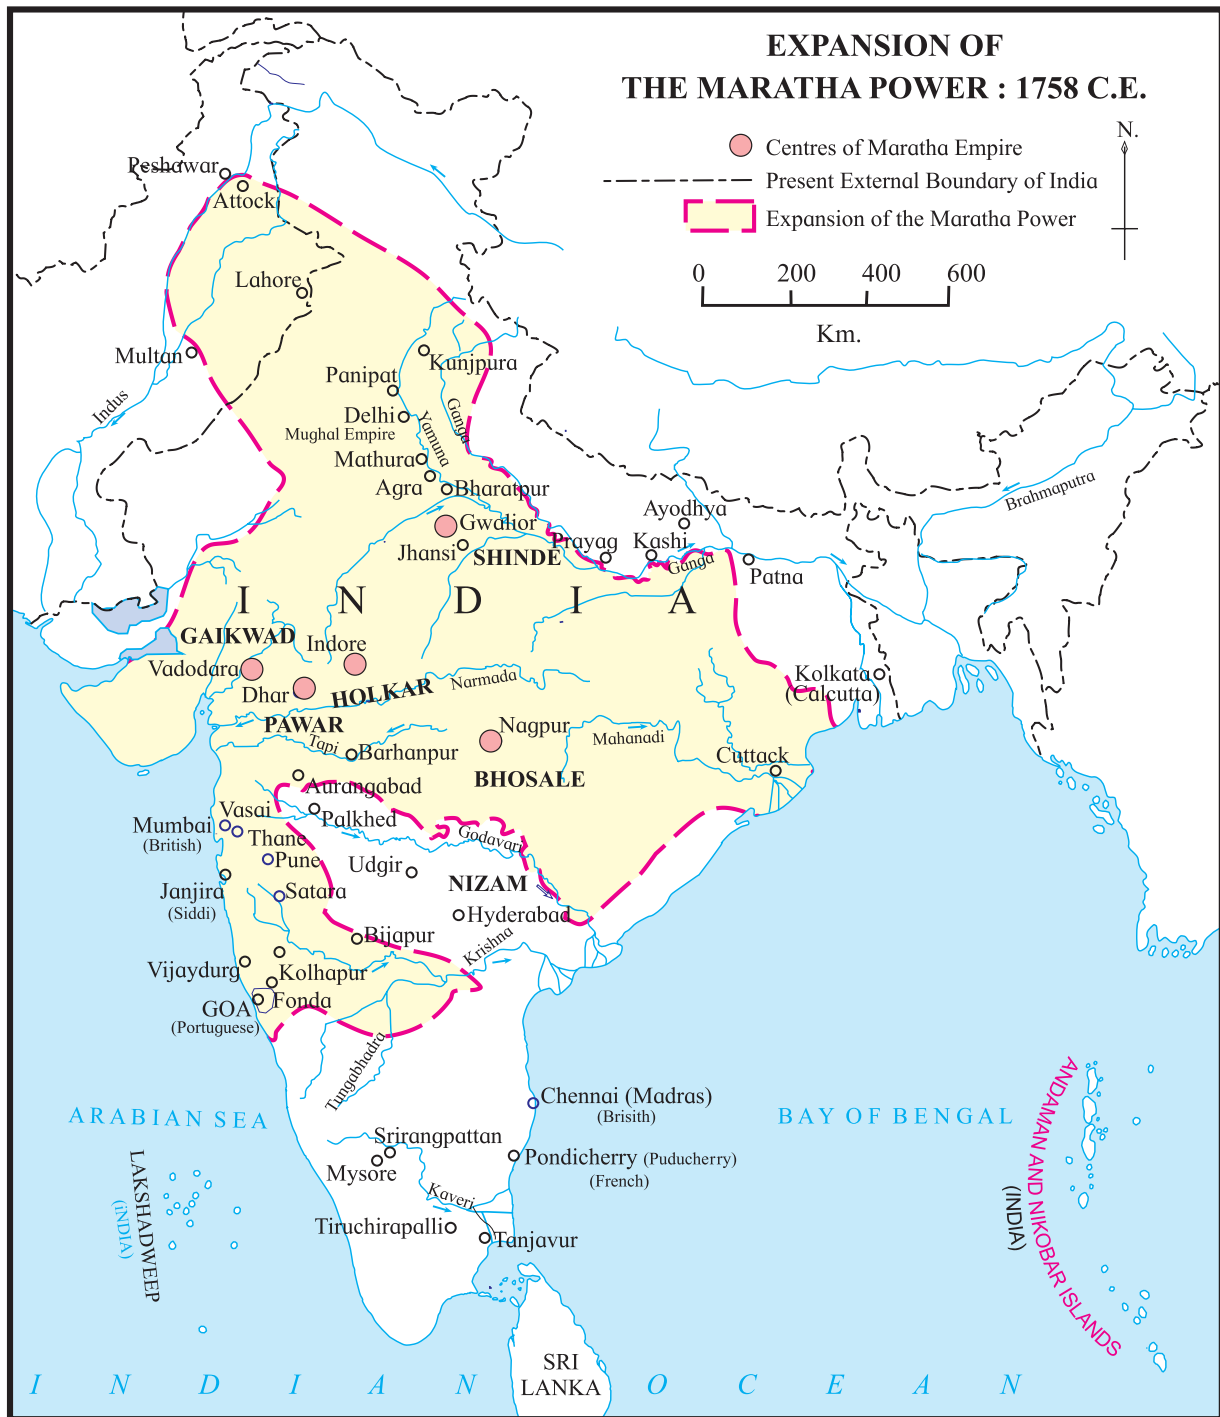 EXPANSION OF
THE MARATHA POWER : 1758 C.E.
N.
Centres of Maratha Empire
Present External Boundary of India
Expansion of the Maratha Power
0 200 400 600
Km.
Peshawar
Attock
Lahore
Multan
Indus
Kunjpura
Panipat
Delhi
Mughal Empire
Yamuna
Ganga
Mathura
Agra
Bharatpur
Brahmaputra
Ayodhya
Gwalior
Jhansi
SHINDE
Prayag
Kashi
Ganga
Patna
I N D I A
GAIKWAD
Indore
Vadodara
Dhar
HOLKAR
Narmada
Kolkata
(Calcutta)
PAWAR
Nagpur
Tapi
Barhanpur
Mahanadi
Cuttack
BHOSALE
Aurangabad
Vasai
Palkhed
Mumbai
(British)
Thane
Godavari
Pune
Udgir
NIZAM
Janjira
(Siddi)
Satara
Hyderabad
Bijapur
Krishna
Vijaydurg
Kolhapur
GOA
(Portuguese)
Fonda
Tungabhadra
Chennai (Madras)
(Brisith)
ARABIAN SEA
BAY OF BENGAL
Srirangpattan
Mysore
Pondicherry (Puducherry)
(French)
Kaveri
Tiruchirapalli
Tanjavur
LAKSHADWEEP
(iNDIA)
ANDAMAN AND NIKOBAR ISLANDS
(INDIA)
SRI
LANKA
I N D I A N O C E A N